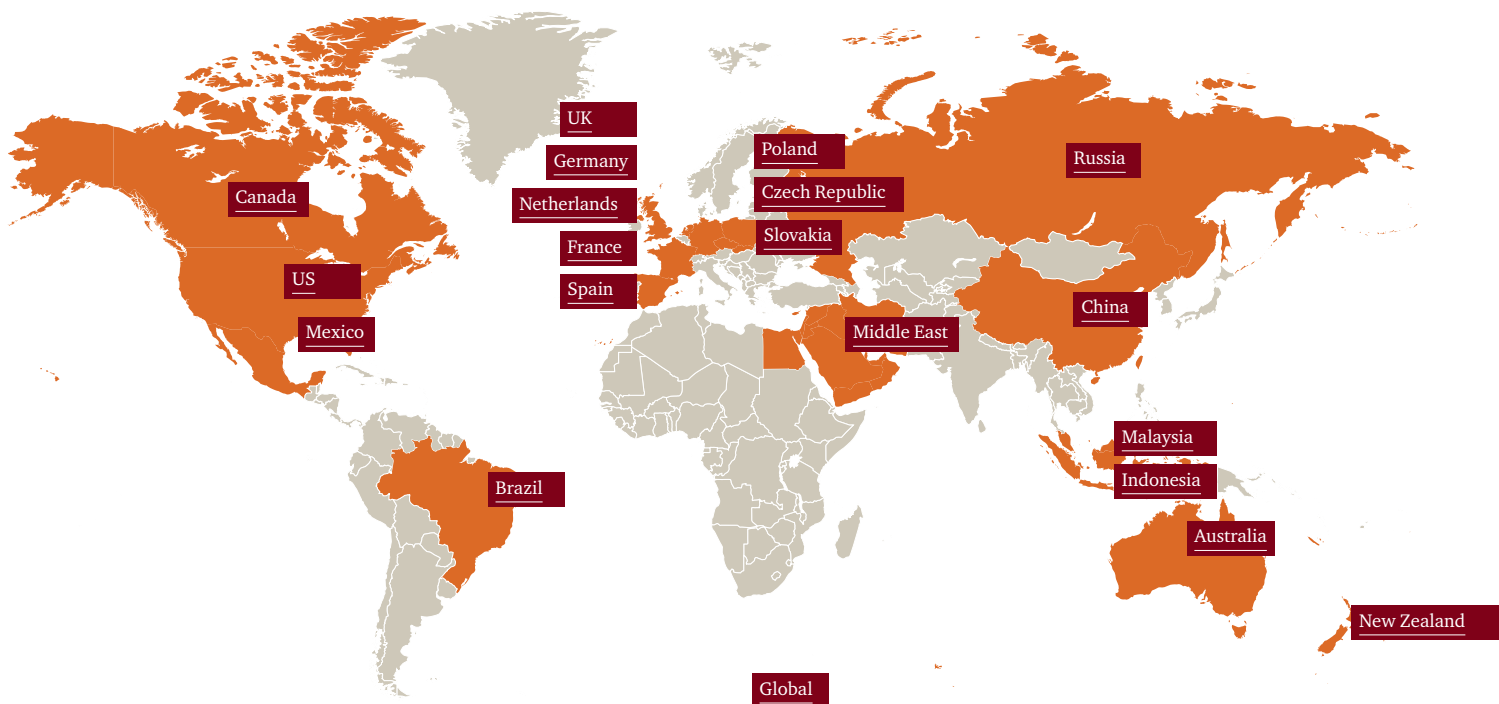 UK
Poland
Germany
Russia
Czech Republic
Canada
Netherlands
Slovakia
France
US
Spain
China
Mexico
Middle East
Malaysia
Indonesia
Brazil
Australia
New Zealand
Global